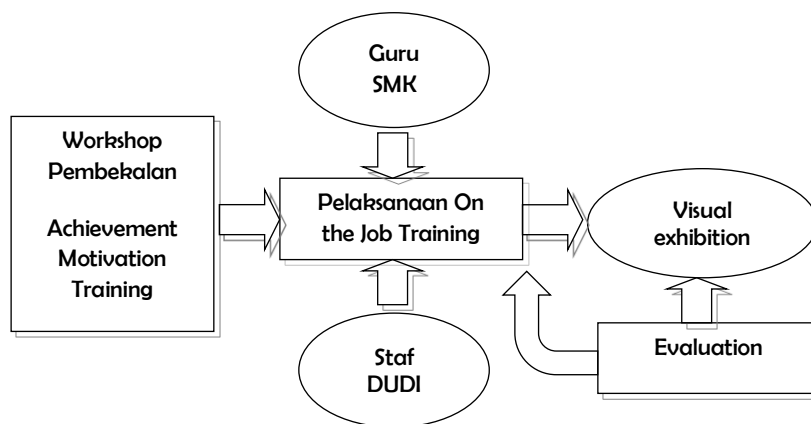 Guru
SMK
Workshop
Pembekalan
Achievement
Motivation
Training
Pelaksanaan On
the Job Training
Visual
exhibition
Staf
DUDI
Evaluation